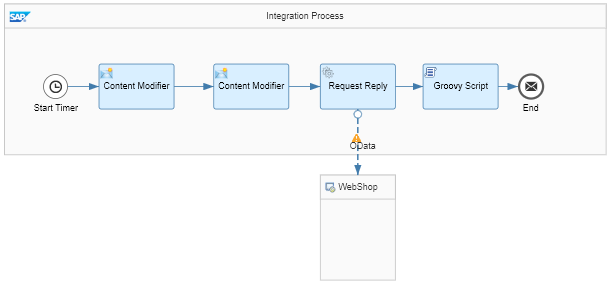 SAP
Integration Process
Start Timer
Content Modifier
Content Modifier
Request Reply
Groovy Script
End
OData
WebShop